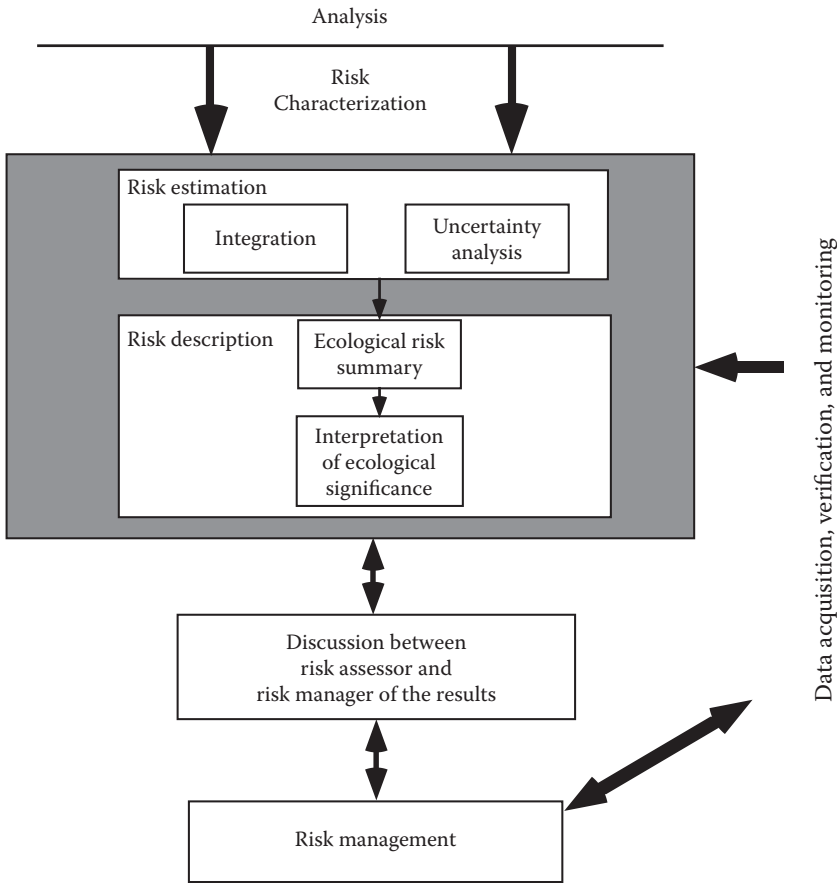 Analysis
Risk
Characterization
Risk estimation
Integration
Uncertainty
analysis
Risk description
Ecological risk
summary
Interpretation
of ecological
significance
Discussion between
risk assessor and
risk manager of the results
Risk management
Data acquisition, verification, and monitoring